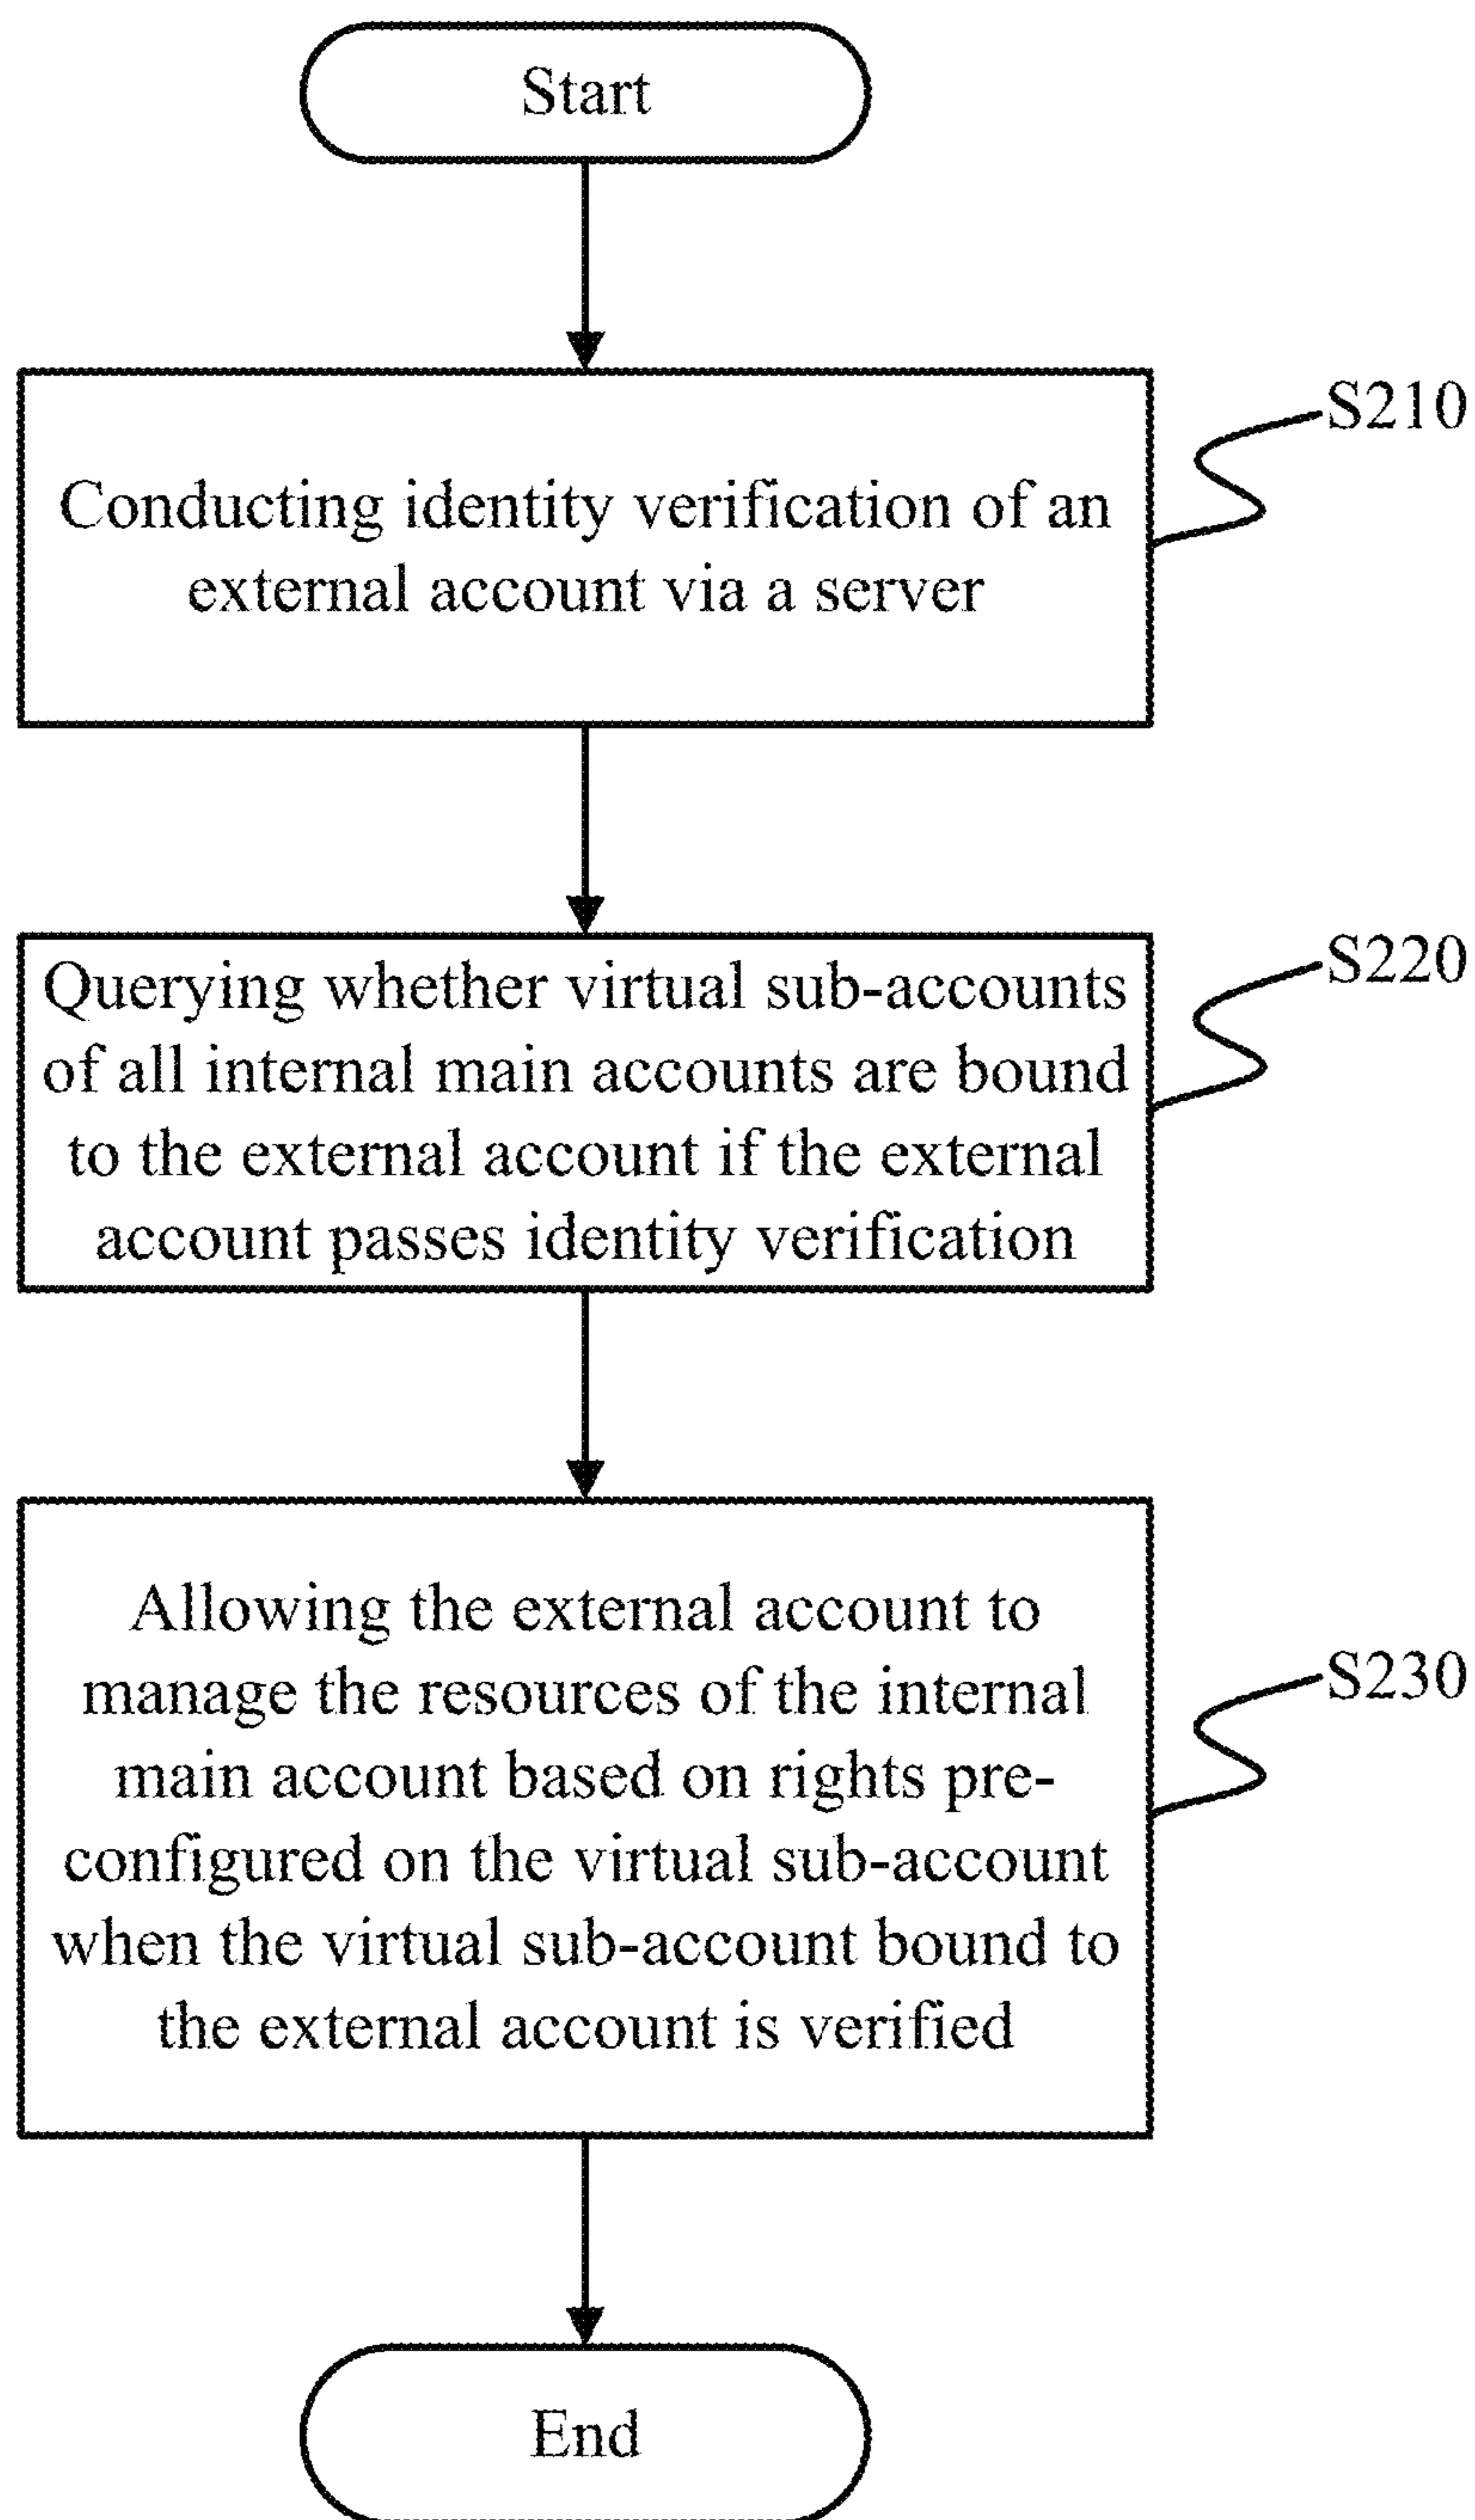 Start
S210
Conducting identity verification of an
external account via a server
S220
Querying whether virtual sub-accounts
of all internal main accounts are bound
to the external account if the external
account passes identity verification
S230
Allowing the external account to
manage the resources of the internal
main account based on rights pre-
configured on the virtual sub-account
when the virtual sub-account bound to
the external account is verified
End